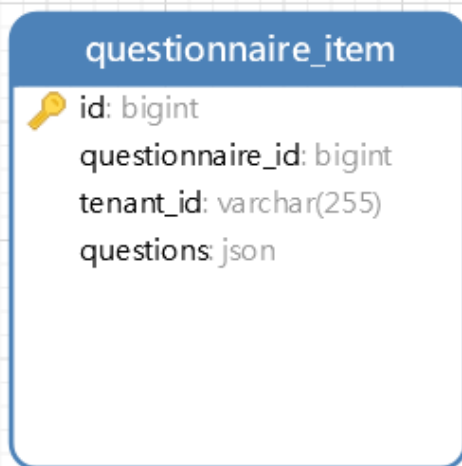 questionnaire_item
id: bigint
questionnaire_id: bigint
tenant_id: varchar(255)
questions: json